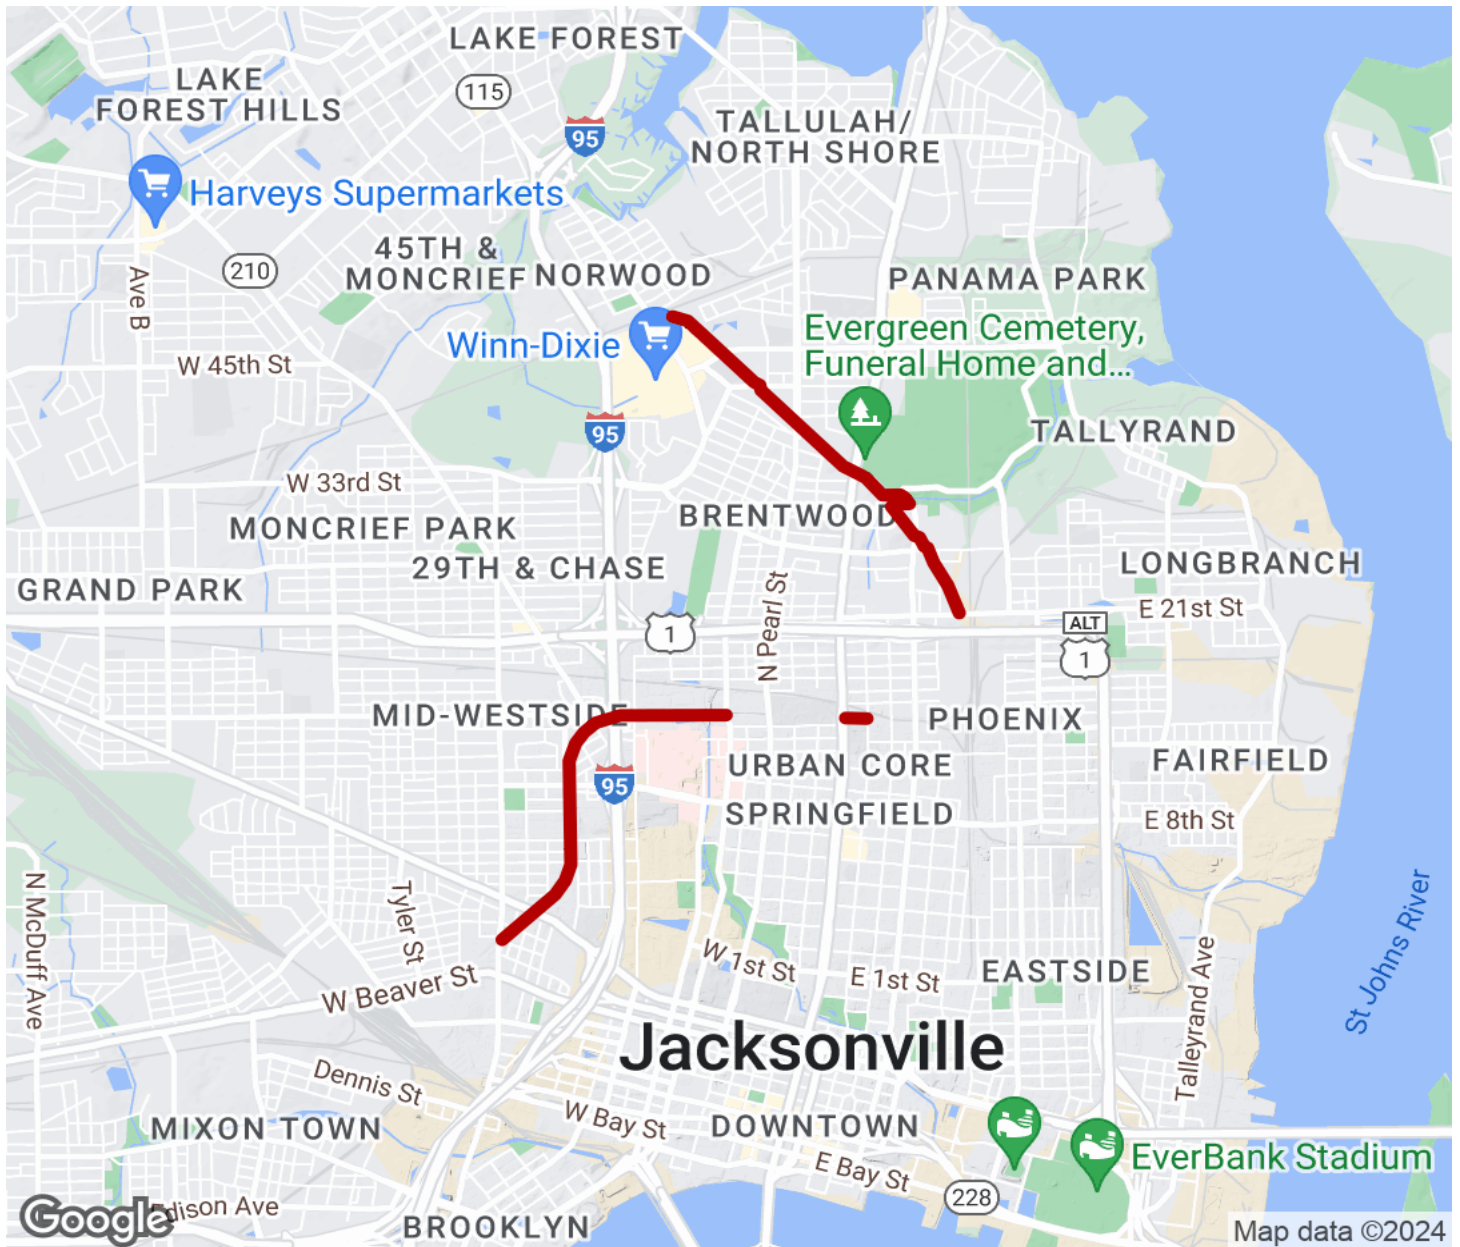 LAKE FOREST
LAKE
FOREST HILLS
115
95
TALLULAH/
NORTH SHORE
Harveys Supermarkets
45TH &
MONCRIEF
NORWOOD
210
PANAMA PARK
Ave B
Winn-Dixie
Evergreen Cemetery,
Funeral Home and...
W 45th St
95
TALLYRAND
W 33rd St
MONCRIEF PARK
BRENTWOOD
29TH & CHASE
LONGBRANCH
GRAND PARK
N Pearl St
E 21st St
1
ALT
1
MID-WESTSIDE
PHOENIX
URBAN CORE
FAIRFIELD
95
SPRINGFIELD
E 8th St
N McDuff Ave
Tyler St
W Beaver St
W 1st St
E 1st St
EASTSIDE
St Johns River
Talleyrand Ave
Jacksonville
Dennis St
MIXON TOWN
W Bay St
DOWNTOWN
EverBank Stadium
E Bay St
228
Google
Edison Ave
BROOKLYN
Map data ©2024